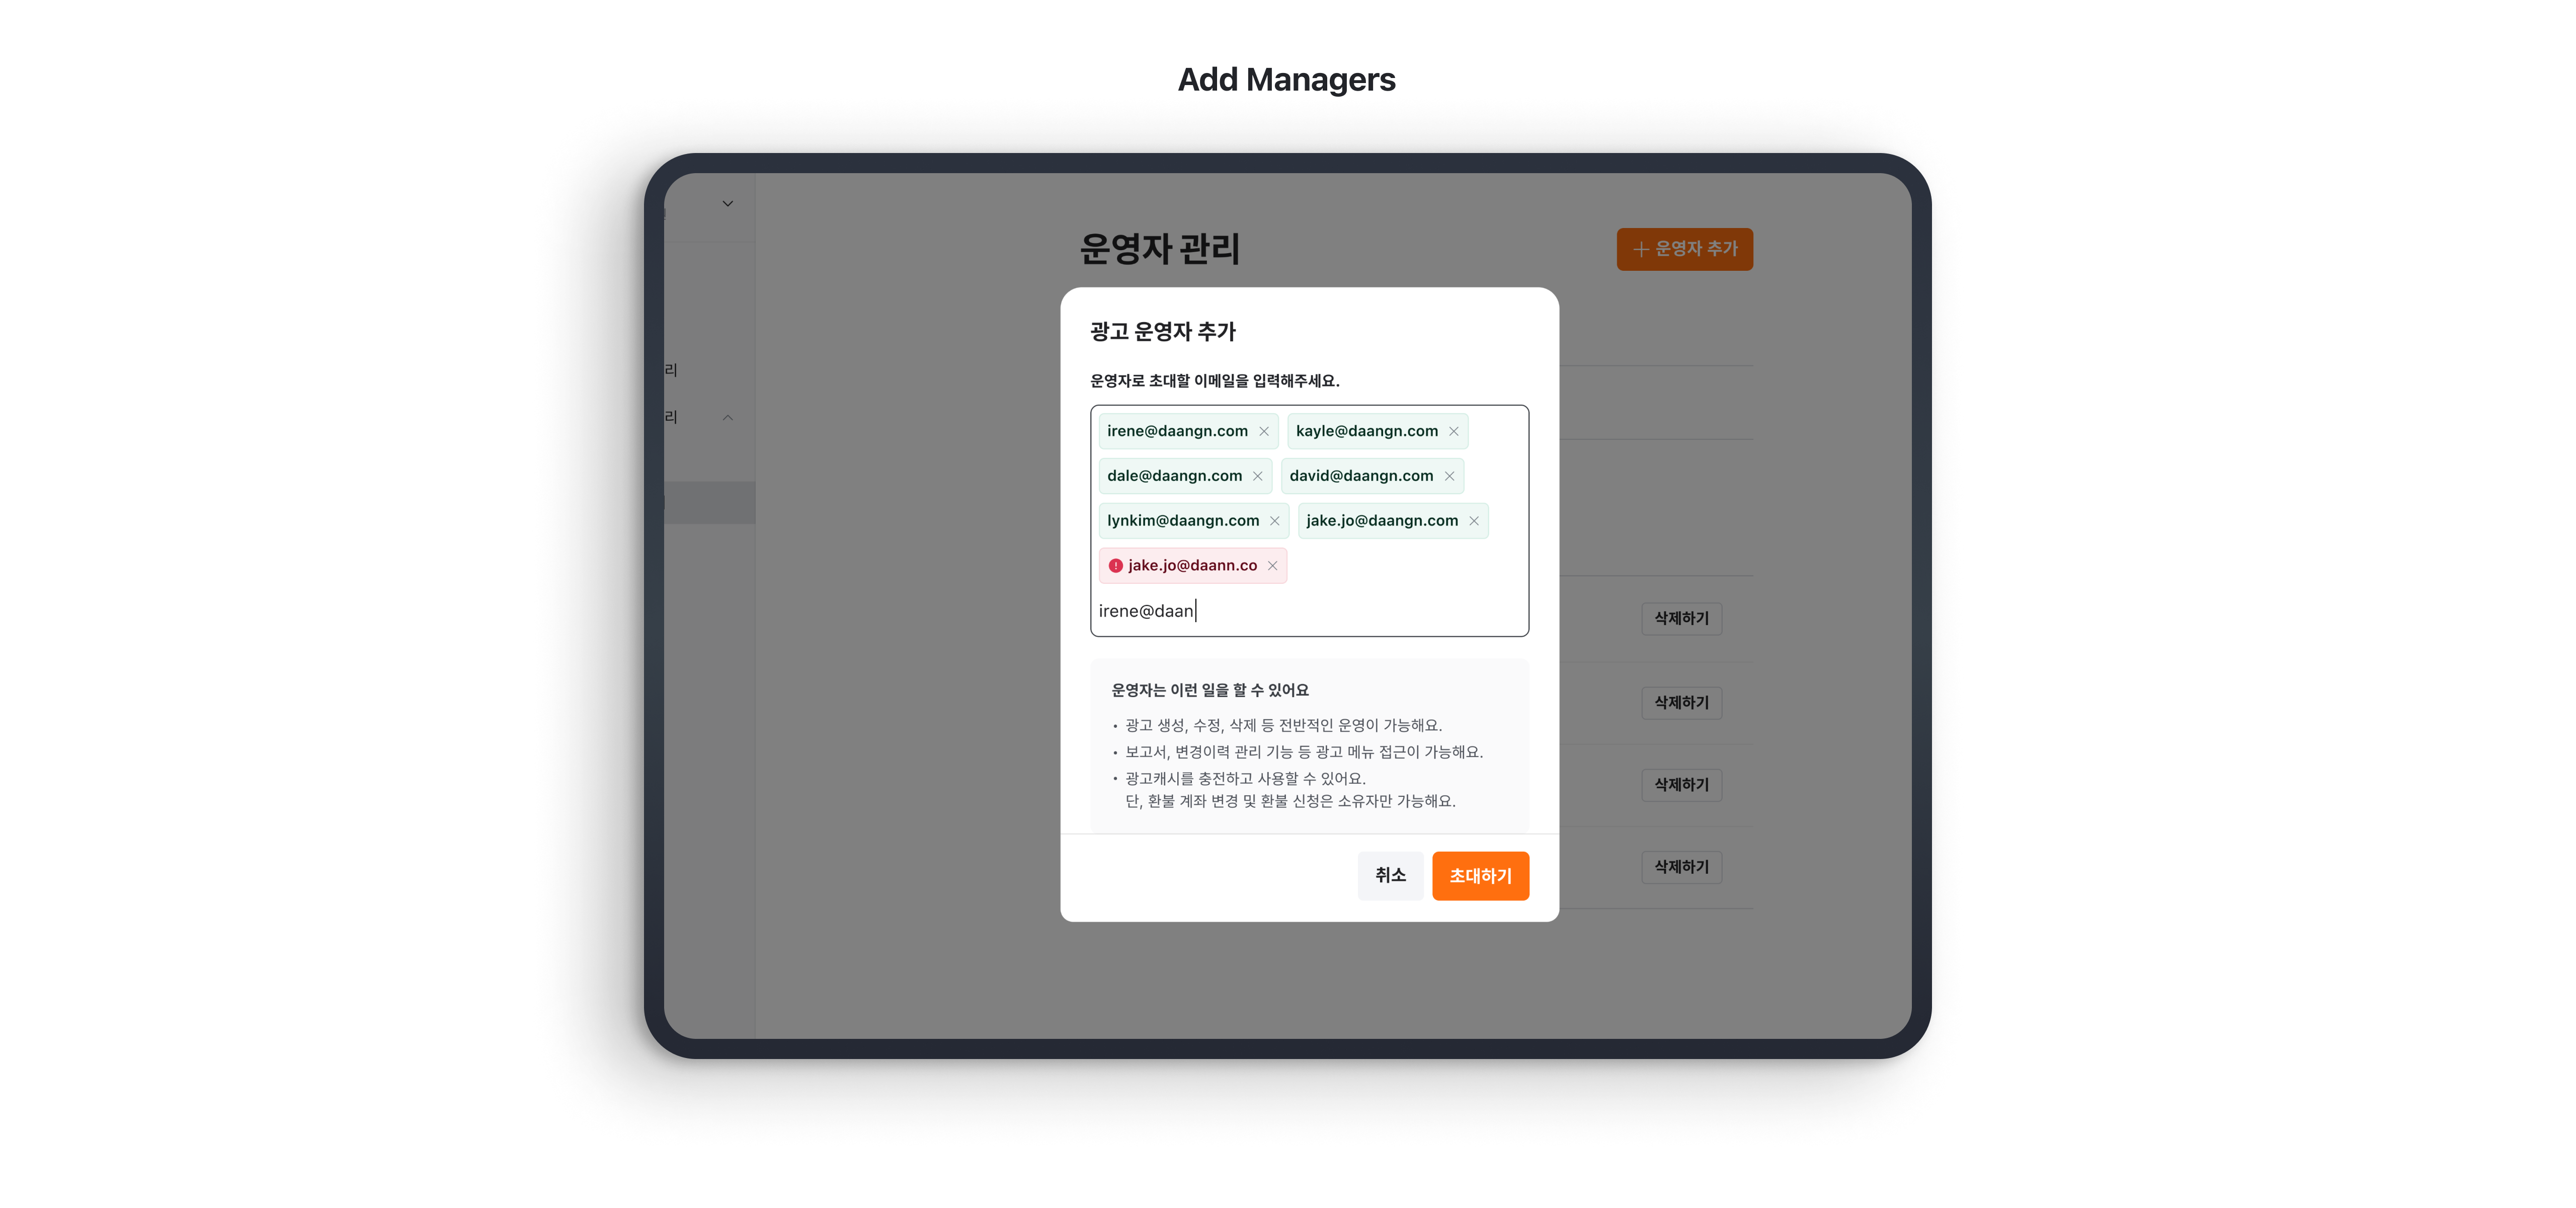 Add Managers
운영자 관리
운영자 추가
리
리
광고 운영자 추가
운영자로 초대할 이메일을 입력해주세요.
irene@daangn.com kayle@daangn.com
dale@daangn.com david@daangn.com
lynkim@daangn.com jake.jo@daangn.com
jake.jo@daann.co
irene@daan
운영자는 이런 일을 할 수 있어요
• 광고 생성, 수정, 삭제 등 전반적인 운영이 가능해요.
• 보고서, 변경이력 관리 기능 등 광고 메뉴 접근이 가능해요.
• 광고캐시를 충전하고 사용할 수 있어요.
단, 환불 계좌 변경 및 환불 신청은 소유자만 가능해요.
취소 초대하기
삭제하기
삭제하기
삭제하기
삭제하기